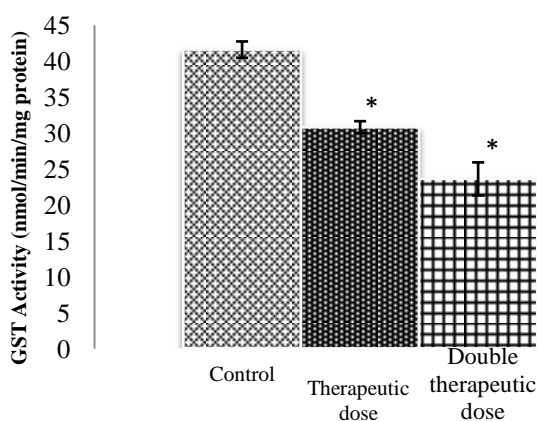 GST Activity (nmol/min/mg protein)
45
40
35
30
25
20
15
10
5
0
*
*
Control
Therapeutic
dose
Double
therapeutic
dose